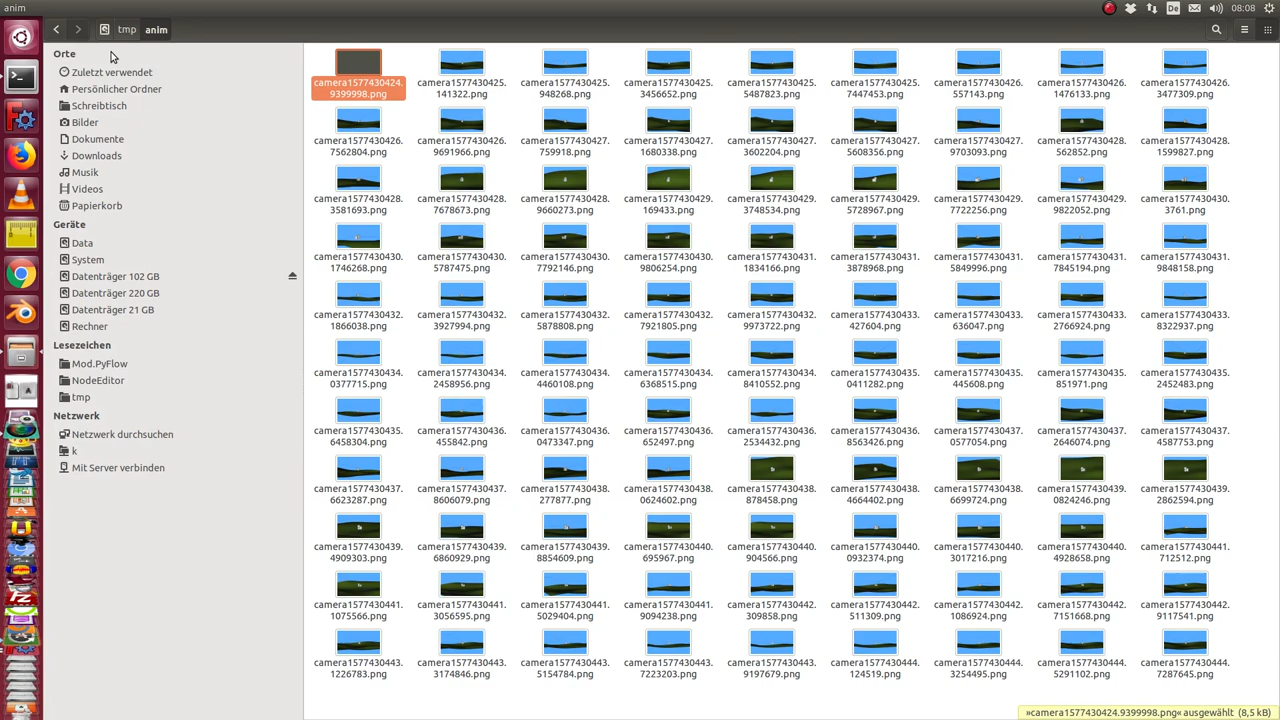 anim
De
08:08
tmp
anim
Orte
Zuletzt verwendet
Persönlicher Ordner
Schreibtisch
Bilder
Dokumente
Downloads
Musik
Videos
Papierkorb
Geräte
Data
System
Datenträger 102 GB
Datenträger 220 GB
Datenträger 21 GB
Rechner
Lesezeichen
Mod.PyFlow
NodeEditor
tmp
Netzwerk
Netzwerk durchsuchen
k
Mit Server verbinden
camera1577430424. camera1577430425. camera1577430425. camera1577430425. camera1577430425. camera1577430425. camera1577430426. camera1577430426. camera1577430426.
9399998.png 141322.png 948268.png 3456652.png 5487823.png 7447453.png 557143.png 1476133.png 3477309.png
camera1577430426. camera1577430426. camera1577430427. camera1577430427. camera1577430427. camera1577430427. camera1577430427. camera1577430428. camera1577430428.
7562804.png 9691966.png 759918.png 1680338.png 3602204.png 5608356.png 9703093.png 562852.png 1599827.png
camera1577430428. camera1577430428. camera1577430428. camera1577430429. camera1577430429. camera1577430429. camera1577430429. camera1577430429. camera1577430430.
3581693.png 7678673.png 9660273.png 169433.png 3748534.png 5728967.png 7722256.png 9822052.png 3761.png
camera1577430430. camera1577430430. camera1577430430. camera1577430430. camera1577430431. camera1577430431. camera1577430431. camera1577430431. camera1577430431.
1746268.png 5787475.png 7792146.png 9806254.png 1834166.png 3878968.png 5849996.png 7845194.png 9848158.png
camera1577430432. camera1577430432. camera1577430432. camera1577430432. camera1577430432. camera1577430433. camera1577430433. camera1577430433. camera1577430433.
1866038.png 3927994.png 5878808.png 7921805.png 9973722.png 427604.png 636047.png 2766924.png 8322937.png
camera1577430434. camera1577430434. camera1577430434. camera1577430434. camera1577430434. camera1577430435. camera1577430435. camera1577430435. camera1577430435.
0377715.png 2458956.png 4460108.png 6368515.png 8410552.png 0411282.png 445608.png 851971.png 2452483.png
camera1577430435. camera1577430436. camera1577430436. camera1577430436. camera1577430436. camera1577430436. camera1577430437. camera1577430437. camera1577430437.
6458304.png 455842.png 0473347.png 652497.png 2534432.png 8563426.png 0577054.png 2646074.png 4587753.png
camera1577430437. camera1577430437. camera1577430438. camera1577430438. camera1577430438. camera1577430438. camera1577430438. camera1577430439. camera1577430439.
6623287.png 8606079.png 277877.png 0624602.png 878458.png 4664402.png 6699724.png 0824246.png 2862594.png
camera1577430439. camera1577430439. camera1577430439. camera1577430440. camera1577430440. camera1577430440. camera1577430440. camera1577430440. camera1577430441.
4909303.png 6860929.png 8854609.png 695967.png 904566.png 0932374.png 3017216.png 4928658.png 712512.png
camera1577430441. camera1577430441. camera1577430441. camera1577430441. camera1577430442. camera1577430442. camera1577430442. camera1577430442. camera1577430442.
1075566.png 3056595.png 5029404.png 9094238.png 309858.png 511309.png 1086924.png 7151668.png 9117541.png
camera1577430443. camera1577430443. camera1577430443. camera1577430443. camera1577430443. camera1577430444. camera1577430444. camera1577430444. camera1577430444.
1226783.png 3174846.png 5154784.png 7223203.png 9197679.png 124519.png 3254495.png 5291102.png 7287645.png
»camera1577430424.9399998.png« ausgewählt (8,5 kB)